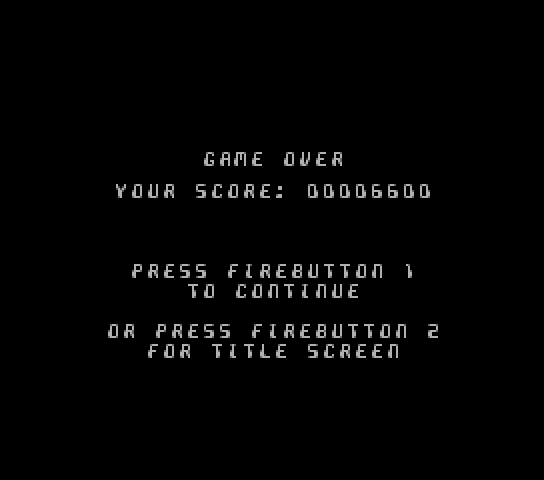 GAME OVER
YOUR SCORE: 00006600
PRESS FIREBUTTON 1
TO CONTINUE
OR PRESS FIREBUTTON 2
FOR TITLE SCREEN